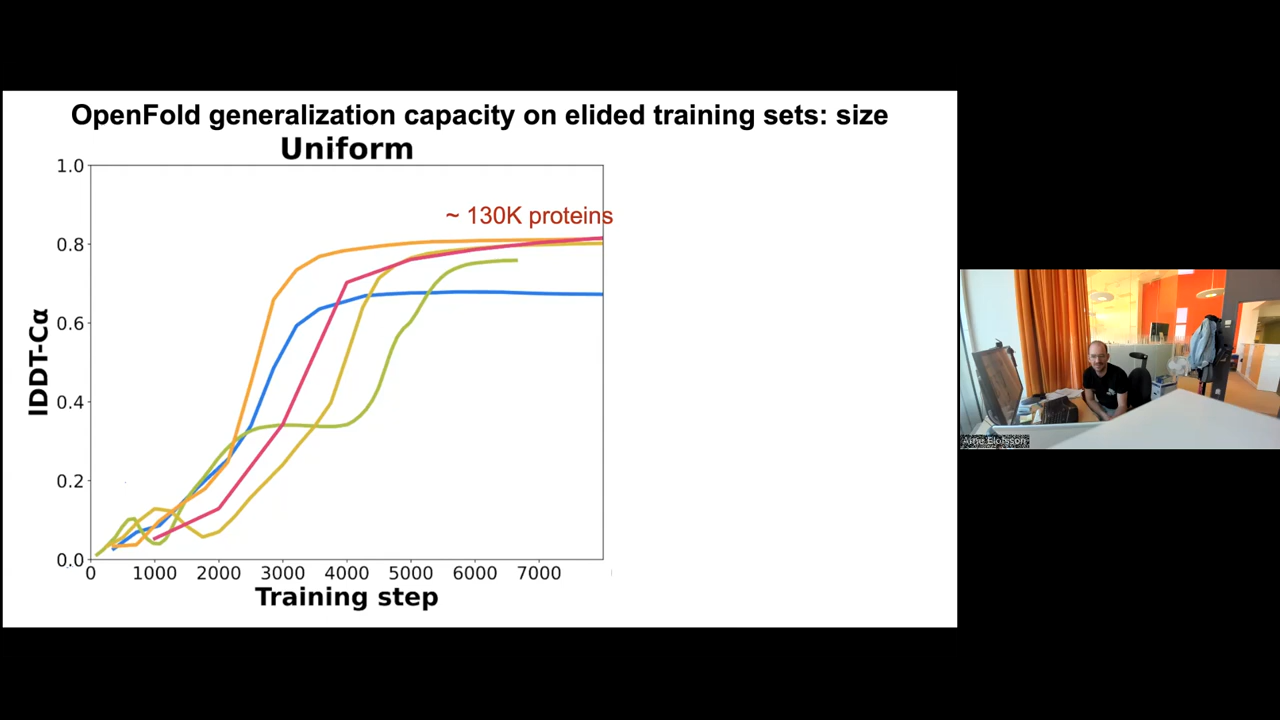 OpenFold generalization capacity on elided training sets: size
Uniform
~ 130K proteins
lDDT-Cα
1.0
0.8
0.6
0.4
0.2
0.0
0 1000 2000 3000 4000 5000 6000 7000
Training step
Arne Elofsson